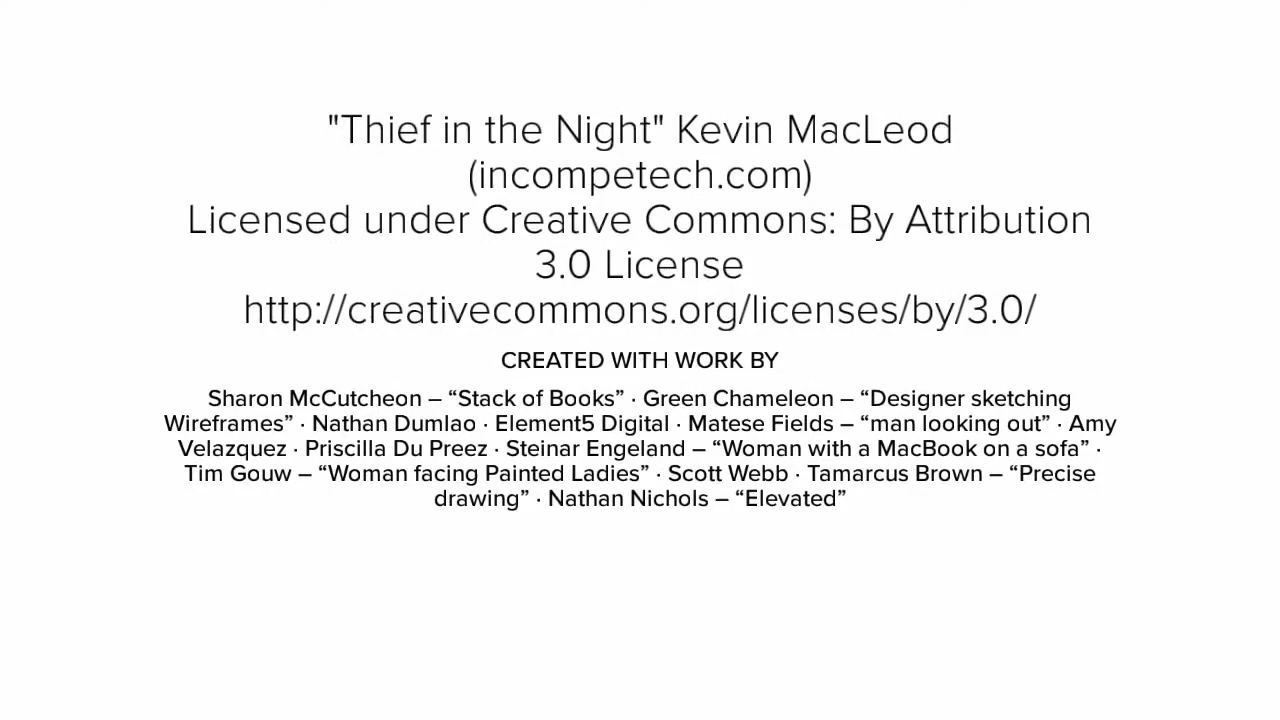 "Thief in the Night" Kevin MacLeod
(incompetech.com)
Licensed under Creative Commons: By Attribution
3.0 License
http://creativecommons.org/licenses/by/3.0/
CREATED WITH WORK BY
Sharon McCutcheon – “Stack of Books” · Green Chameleon – “Designer sketching
Wireframes” · Nathan Dumlao · Element5 Digital · Matese Fields – “man looking out” · Amy
Velazquez · Priscilla Du Preez · Steinar Engeland – “Woman with a MacBook on a sofa” ·
Tim Gouw – “Woman facing Painted Ladies” · Scott Webb · Tamarcus Brown – “Precise
drawing” · Nathan Nichols – “Elevated”